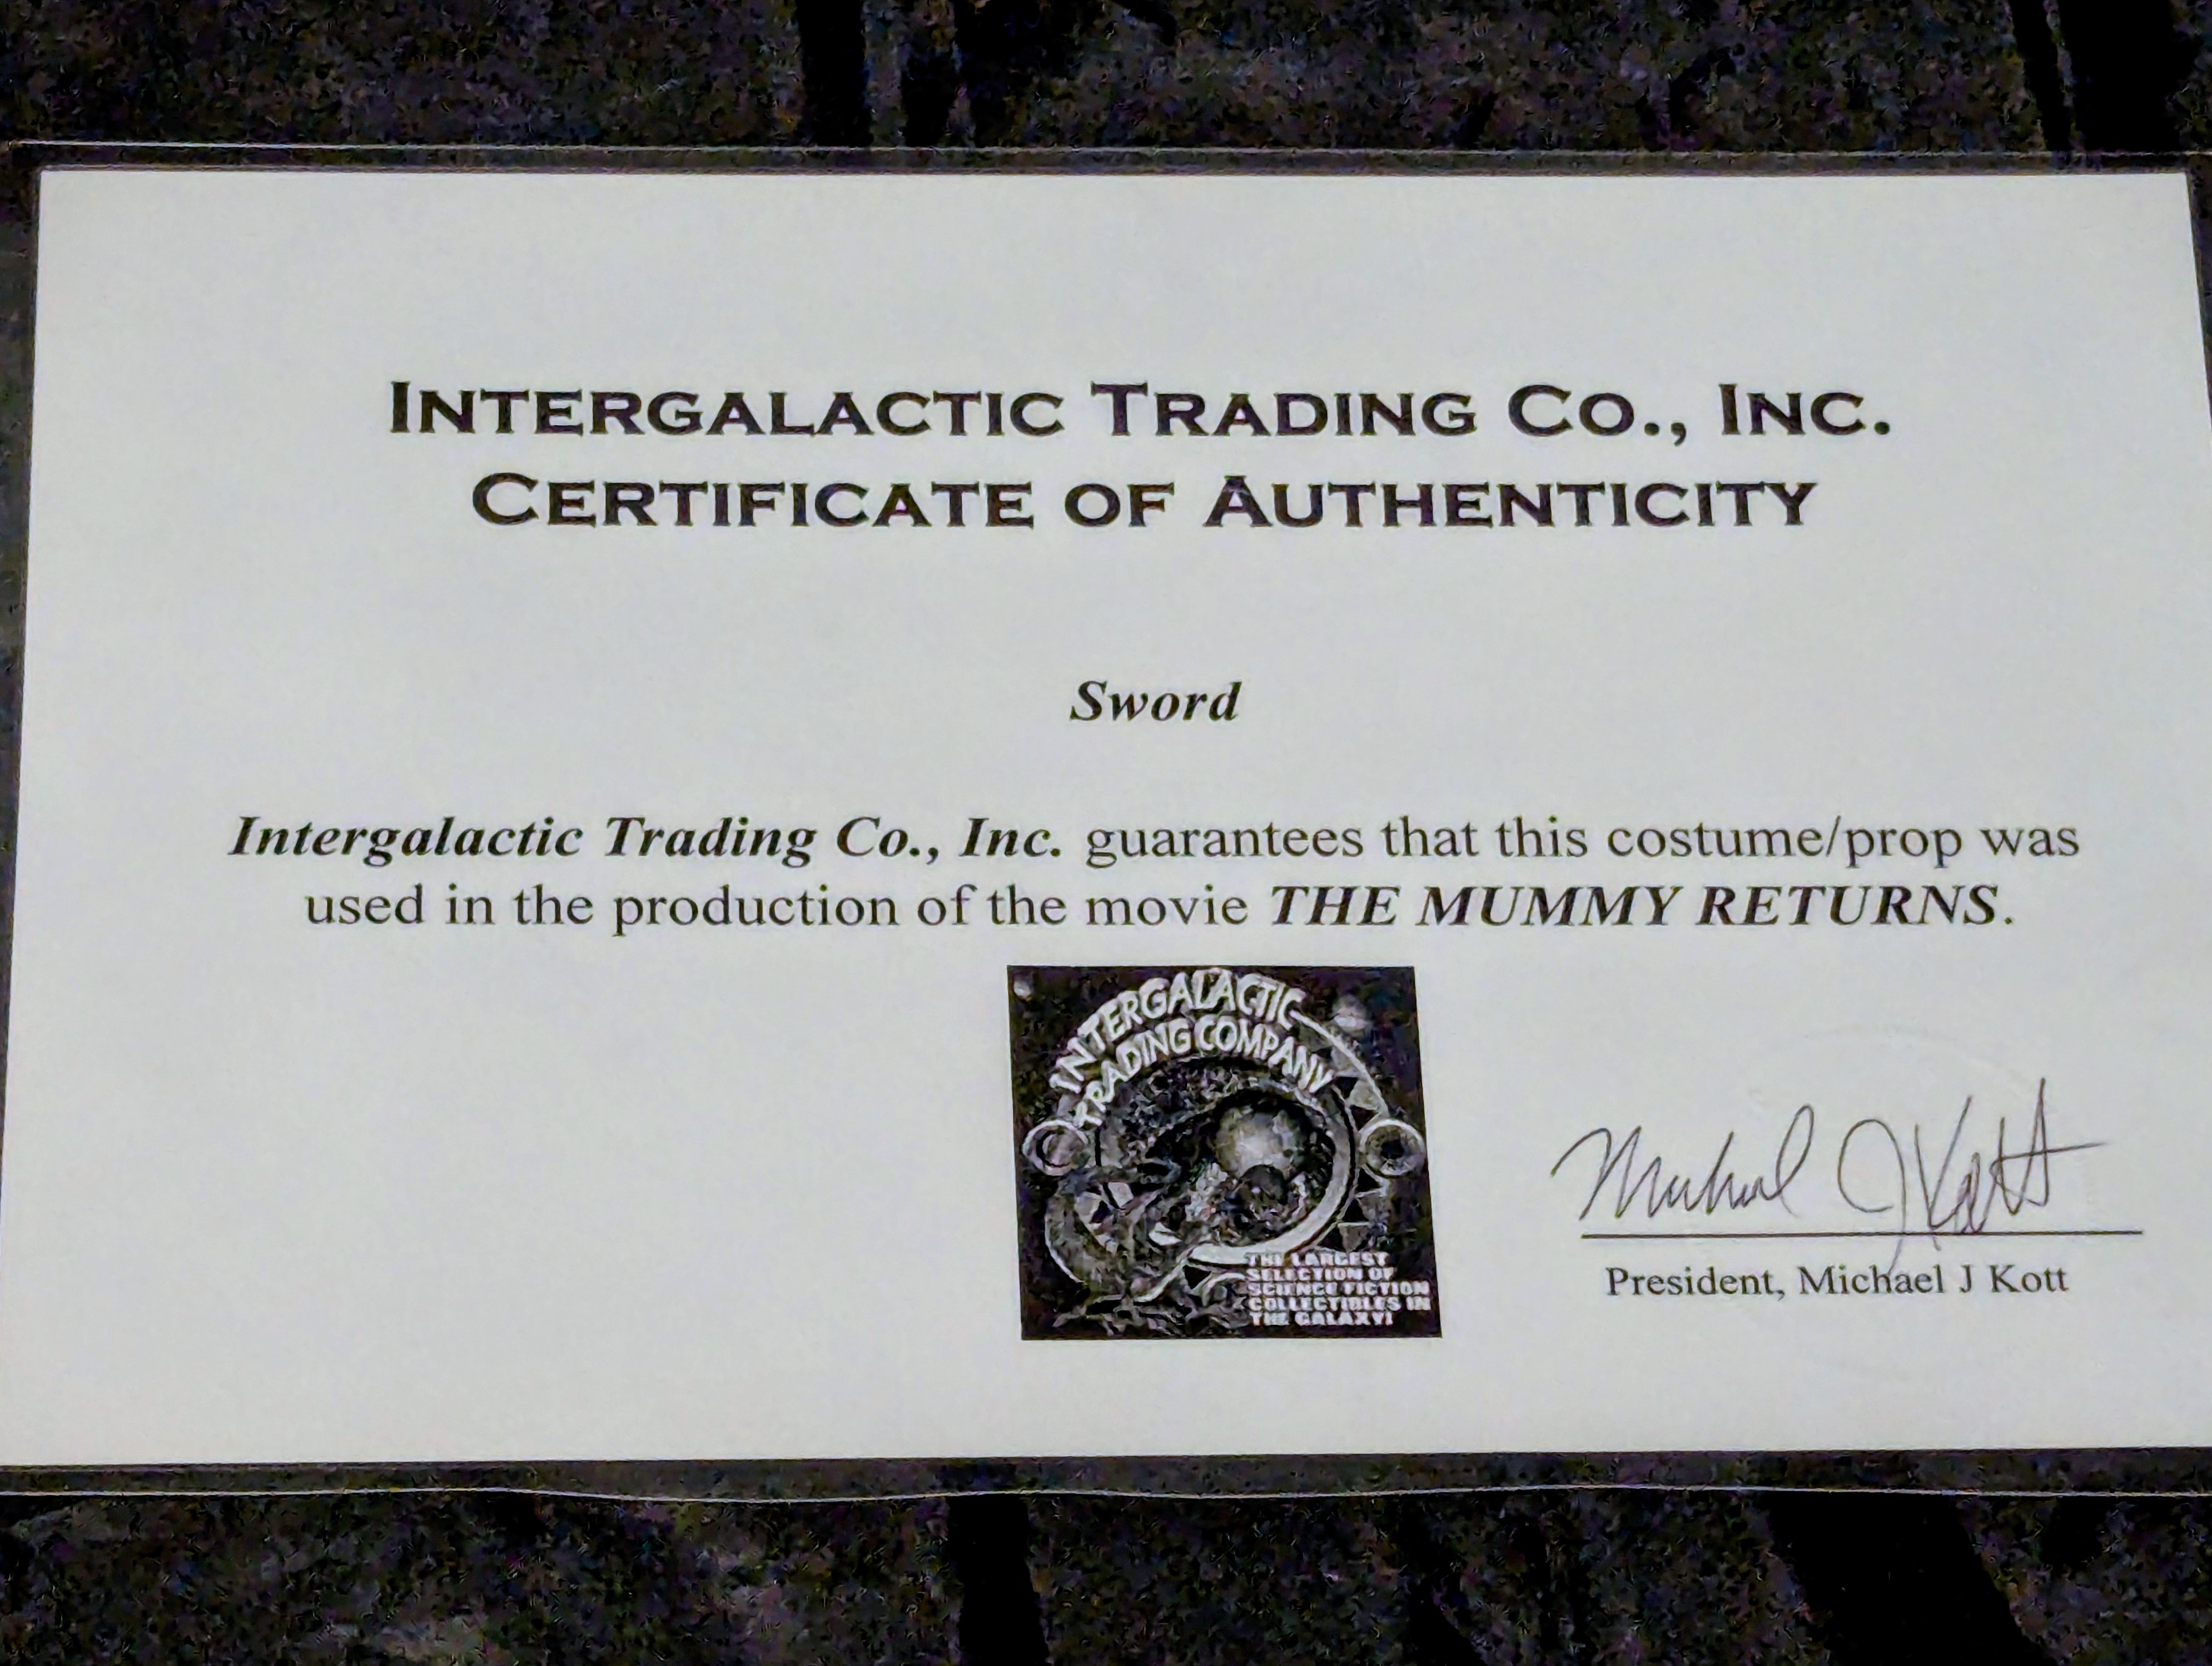 INTERGALACTIC TRADING CO., INC.
CERTIFICATE OF AUTHENTICITY
Sword
Intergalactic Trading Co., Inc. guarantees that this costume/prop was
used in the production of the movie THE MUMMY RETURNS.
INTERGALACTIC
TRADING COMPANY
THE LARGEST
SELECTION OF
SCIENCE FICTION
COLLECTIBLES IN
THE GALAXY!
Michael J Kott
President, Michael J Kott